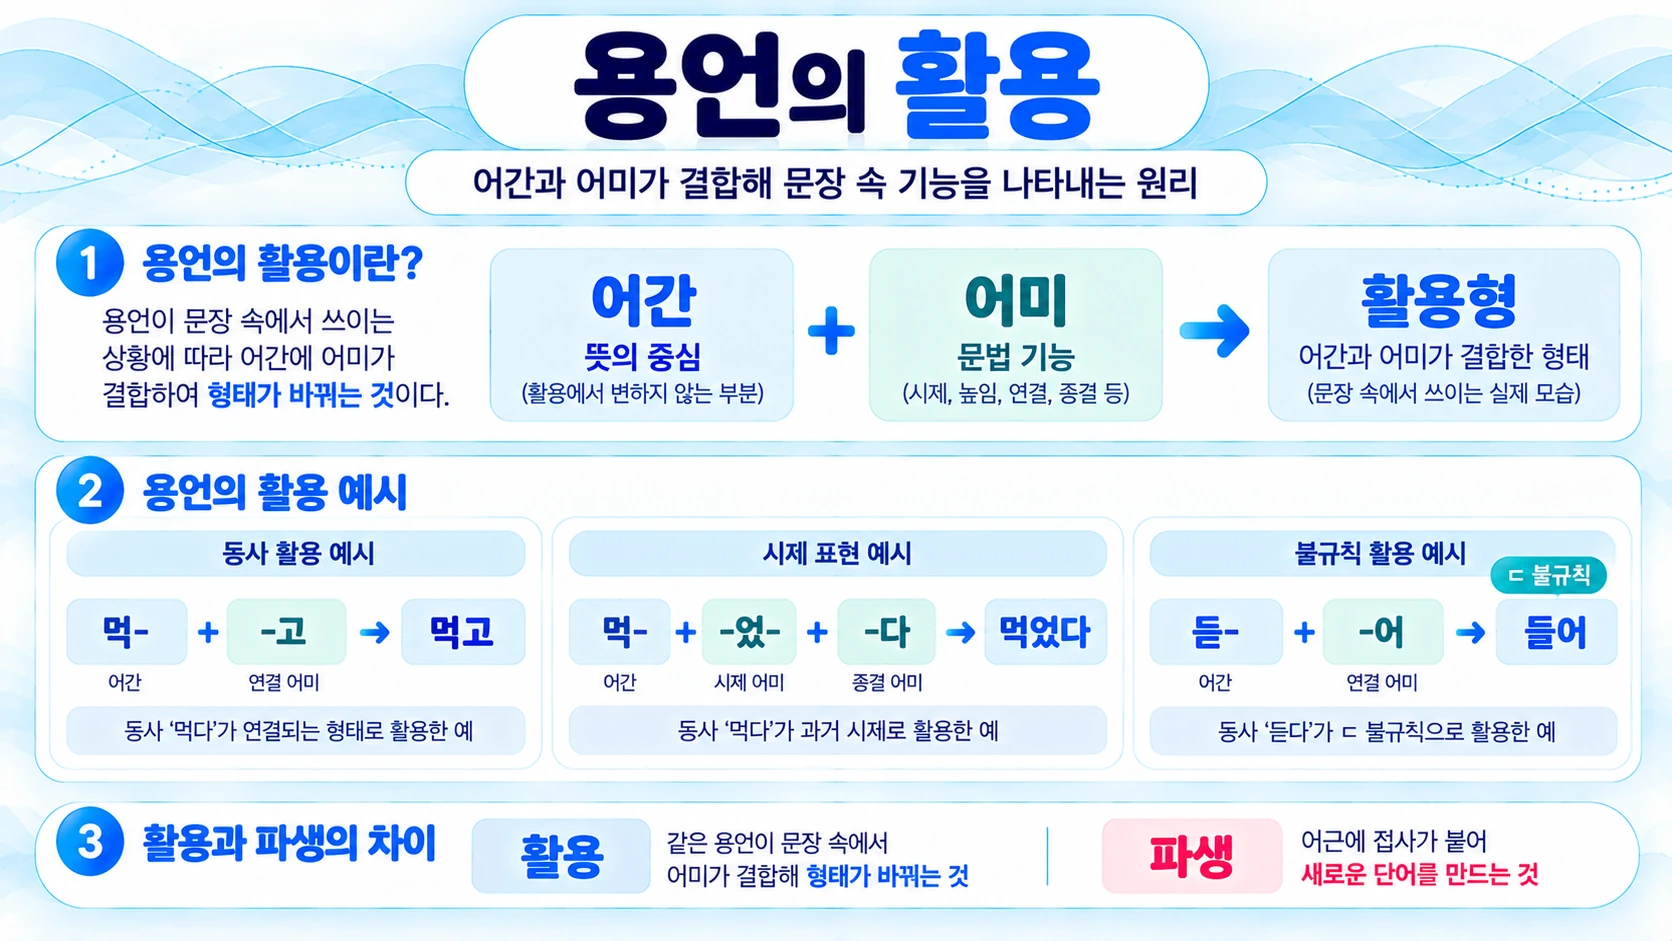 용언의 활용
어간과 어미가 결합해 문장 속 기능을 나타내는 원리
1 용언의 활용이란?
용언이 문장 속에서 쓰이는
상황에 따라 어간에 어미가
결합하여 형태가 바뀌는 것이다.
어간
뜻의 중심
(활용에서 변하지 않는 부분)
+
어미
문법 기능
(시제, 높임, 연결, 종결 등)
→
활용형
어간과 어미가 결합한 형태
(문장 속에서 쓰이는 실제 모습)
2 용언의 활용 예시
동사 활용 예시
먹- + -고 → 먹고
어간 연결 어미
동사 ‘먹다’가 연결되는 형태로 활용한 예
시제 표현 예시
먹- + -었- + -다 → 먹었다
어간 시제 어미 종결 어미
동사 ‘먹다’가 과거 시제로 활용한 예
불규칙 활용 예시
ㄷ 불규칙
듣- + -어 → 들어
어간 연결 어미
동사 ‘듣다’가 ㄷ 불규칙으로 활용한 예
3 활용과 파생의 차이
활용
같은 용언이 문장 속에서
어미가 결합해 형태가 바뀌는 것
파생
어근에 접사가 붙어
새로운 단어를 만드는 것